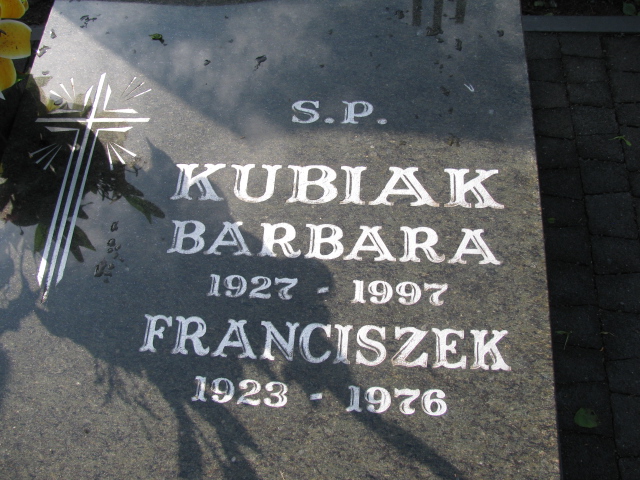 S.P.
KUBIAK
BARBARA
1927 - 1997
FRANCISZEK
1923 - 1976